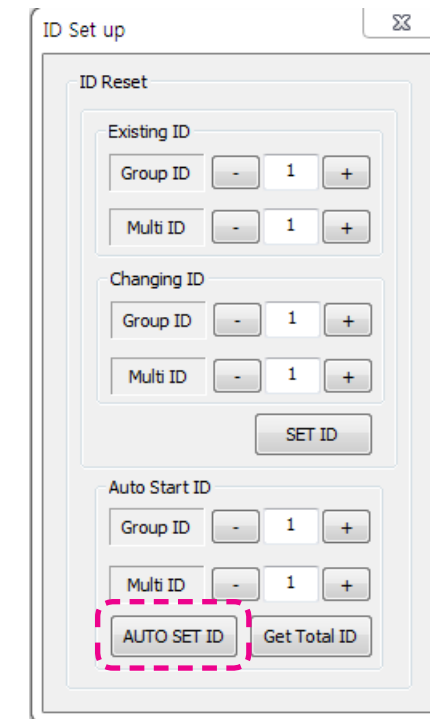 ID Set up
ID Reset
Existing ID
Group ID - 1 +
Multi ID - 1 +
Changing ID
Group ID - 1 +
Multi ID - 1 +
SET ID
Auto Start ID
Group ID - 1 +
Multi ID - 1 +
AUTO SET ID Get Total ID